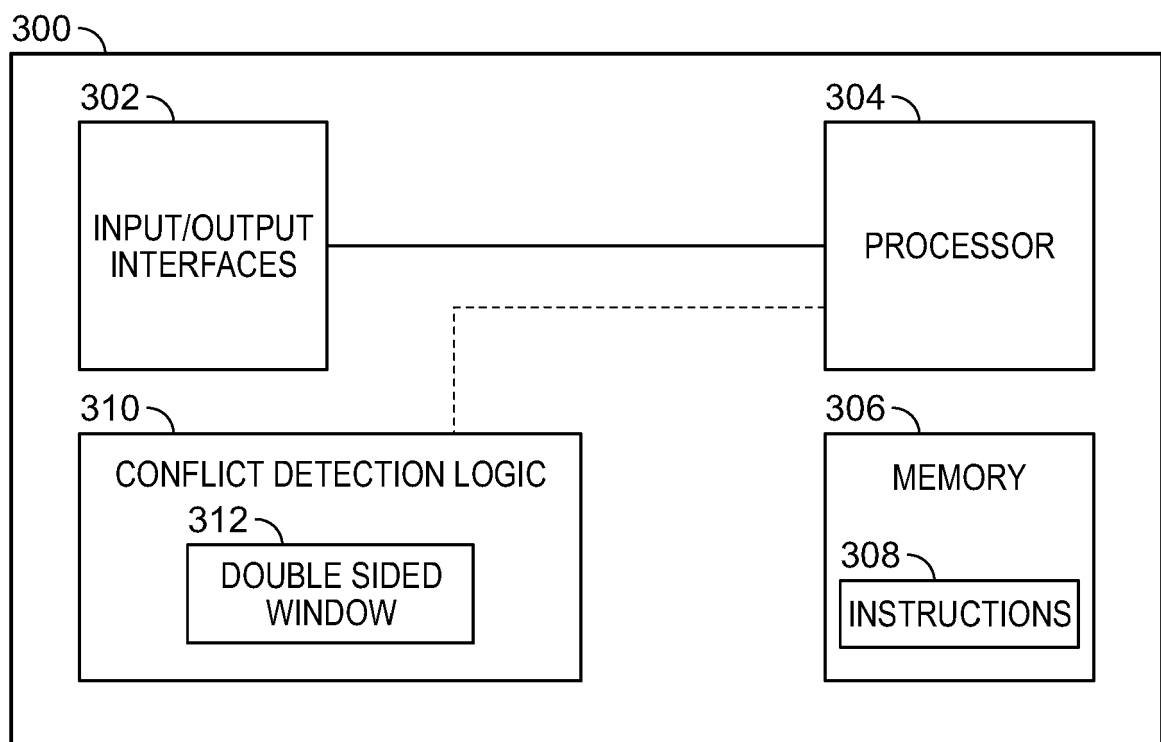 300
302
304
INPUT/OUTPUT
INTERFACES
PROCESSOR
310
306
CONFLICT DETECTION LOGIC
MEMORY
312
308
DOUBLE SIDED
WINDOW
INSTRUCTIONS